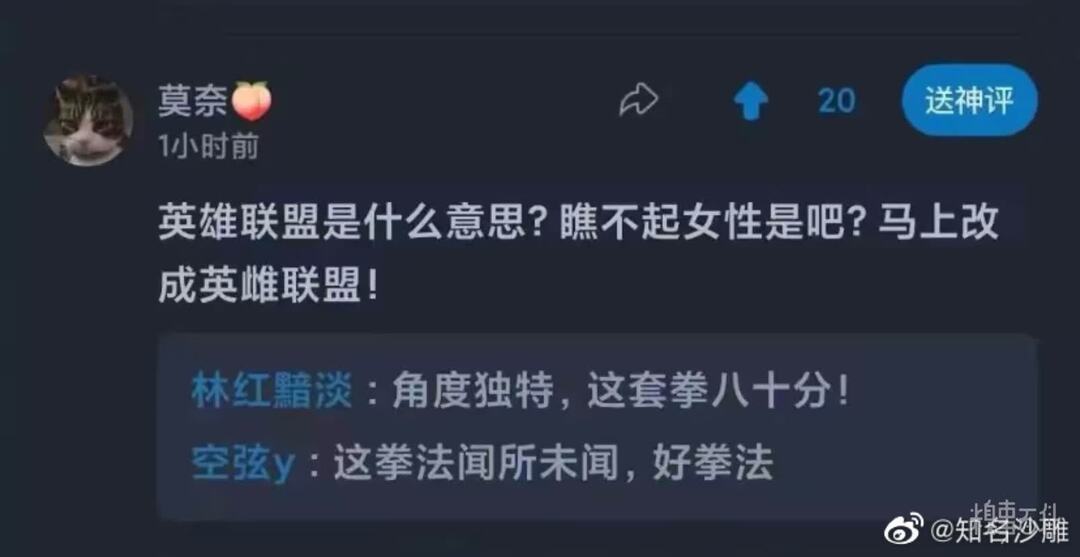 莫奈🍑
20
送神评
1小时前
英雄联盟是什么意思？瞧不起女性是吧？马上改
成英雌联盟！
林红黯淡：角度独特，这套拳八十分！
空弦y：这拳法闻所未闻，好拳法
@知名沙雕